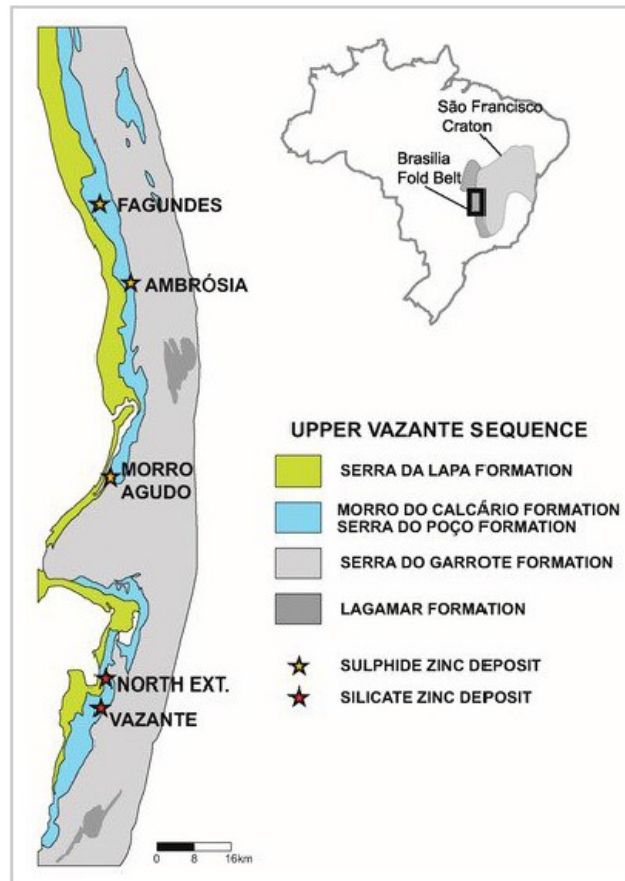 São Francisco
Craton
Brasilia
Fold Belt
FAGUNDES
AMBRÓSIA
MORRO
AGUDO
NORTH EXT.
VAZANTE
UPPER VAZANTE SEQUENCE
SERRA DA LAPA FORMATION
MORRO DO CALCÁRIO FORMATION
SERRA DO POÇO FORMATION
SERRA DO GARROTE FORMATION
LAGAMAR FORMATION
SULPHIDE ZINC DEPOSIT
SILICATE ZINC DEPOSIT
0 8 16km